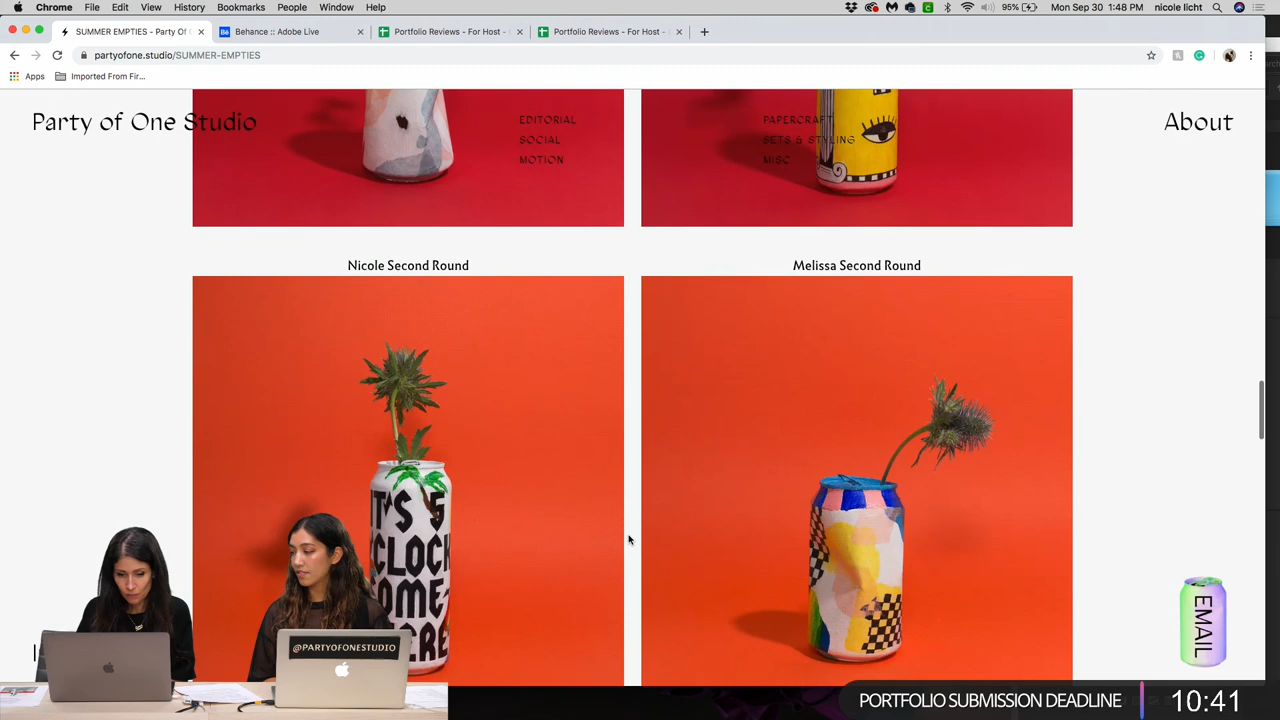 Chrome File Edit View History Bookmarks People Window Help
95% Mon Sep 30 1:48 PM nicole licht
SUMMER EMPTIES - Party Of
Behance :: Adobe Live
Portfolio Reviews - For Host -
Portfolio Reviews - For Host -
partyofone.studio/SUMMER-EMPTIES
Apps Imported From Fir...
Party of One Studio
EDITORIAL
SOCIAL
MOTION
PAPERCRAFT
SETS & STYLING
MISC
About
Nicole Second Round
Melissa Second Round
IT'S 5
CLOCK
OME
@PARTYOFONESTUDIO
EMAIL
PORTFOLIO SUBMISSION DEADLINE 10:41